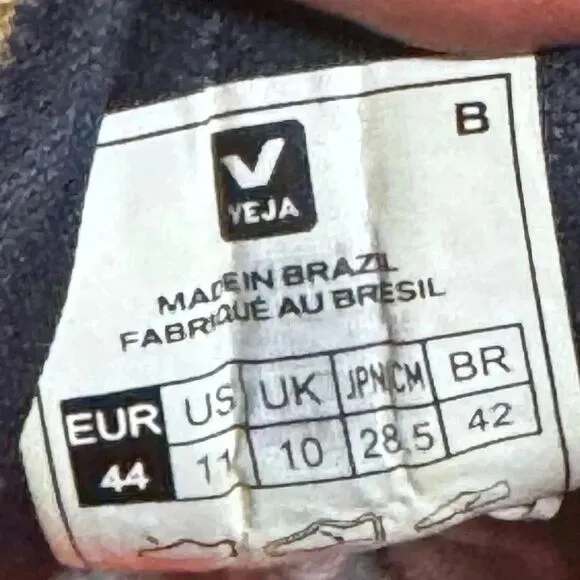 B
V
VEJA
MADE IN BRAZIL
FABRIQUÉ AU BRESIL
EUR US UK JPN.CM BR
44 11 10 28.5 42